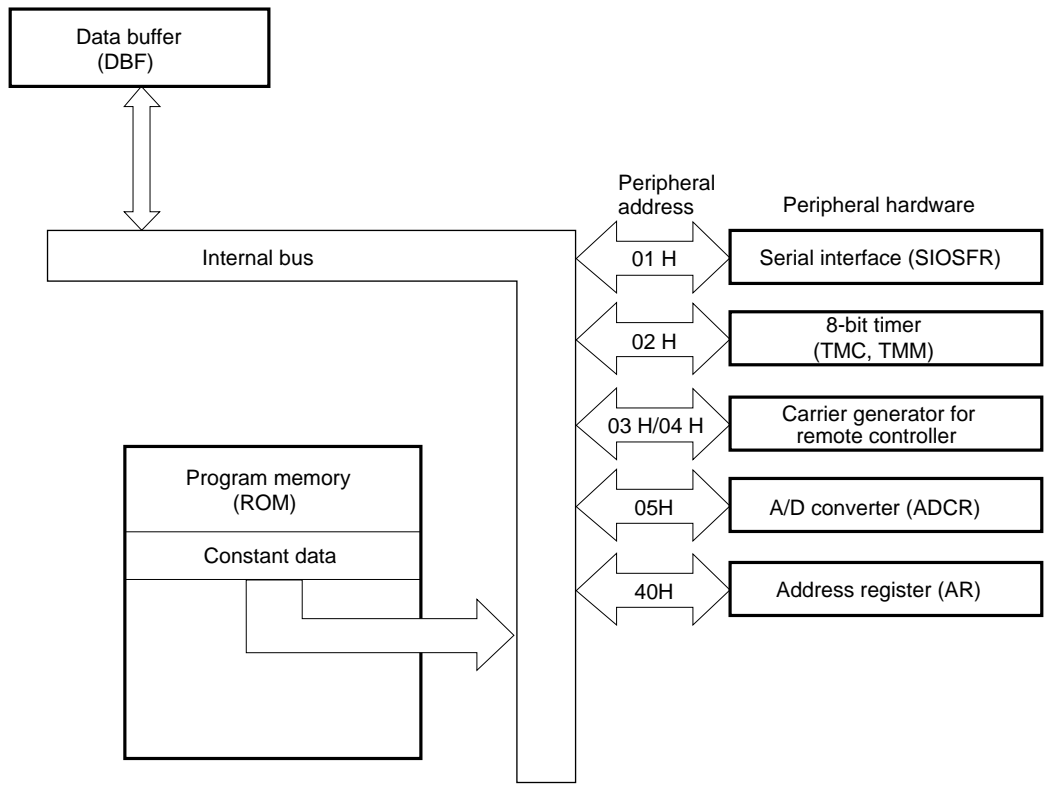 Data buffer
(DBF)
Peripheral
address
Peripheral hardware
Internal bus
01 H
Serial interface (SIOSFR)
02 H
8-bit timer
(TMC, TMM)
03 H/04 H
Carrier generator for
remote controller
Program memory
(ROM)
05H
A/D converter (ADCR)
Constant data
40H
Address register (AR)